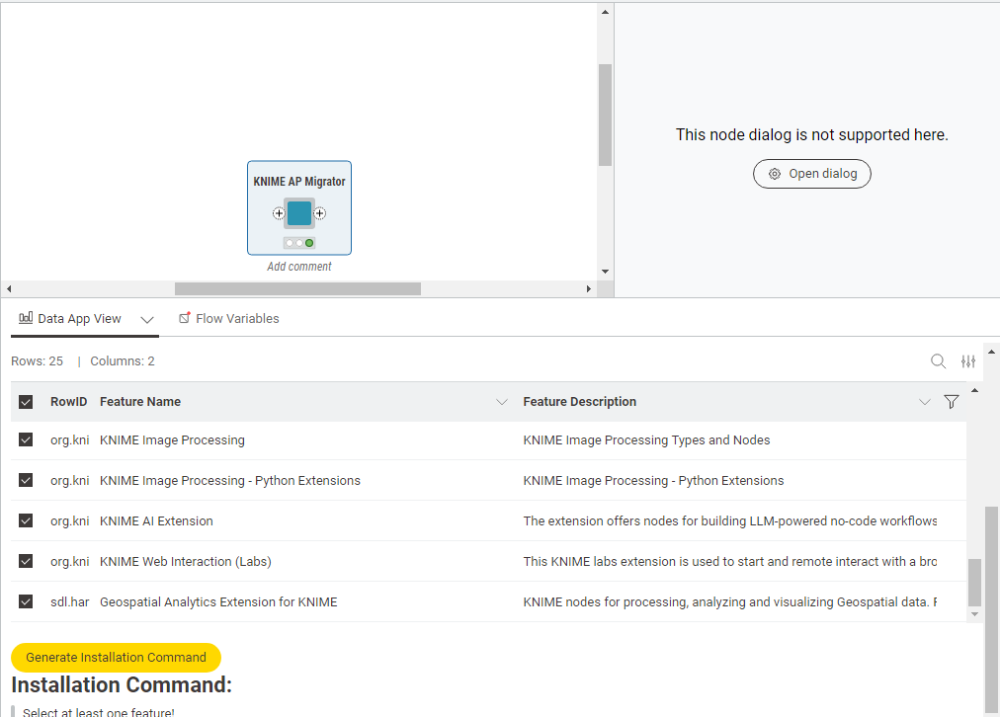 KNIME AP Migrator
Add comment
This node dialog is not supported here.
Open dialog
Data App View
Flow Variables
Rows: 25 | Columns: 2
RowID Feature Name Feature Description
org.kni KNIME Image Processing KNIME Image Processing Types and Nodes
org.kni KNIME Image Processing - Python Extensions KNIME Image Processing - Python Extensions
org.kni KNIME AI Extension The extension offers nodes for building LLM-powered no-code workflows
org.kni KNIME Web Interaction (Labs) This KNIME labs extension is used to start and remote interact with a bro
sdl.har Geospatial Analytics Extension for KNIME KNIME nodes for processing, analyzing and visualizing Geospatial data. F
Generate Installation Command
Installation Command:
Select at least one feature!